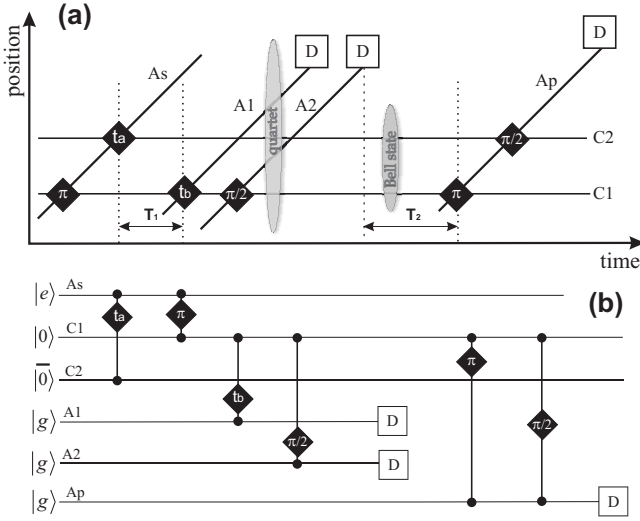 (a)
position
As
A1
A2
Ap
D
D
D
ta
π/2
C2
quartet
Bell state
π
tb
π/2
π
C1
T₁
T₂
time
(b)
|e⟩ As
ta
π
|0⟩ C1
π
|0̅⟩ C2
tb
π/2
|g⟩ A1
D
π/2
|g⟩ A2
D
|g⟩ Ap
D